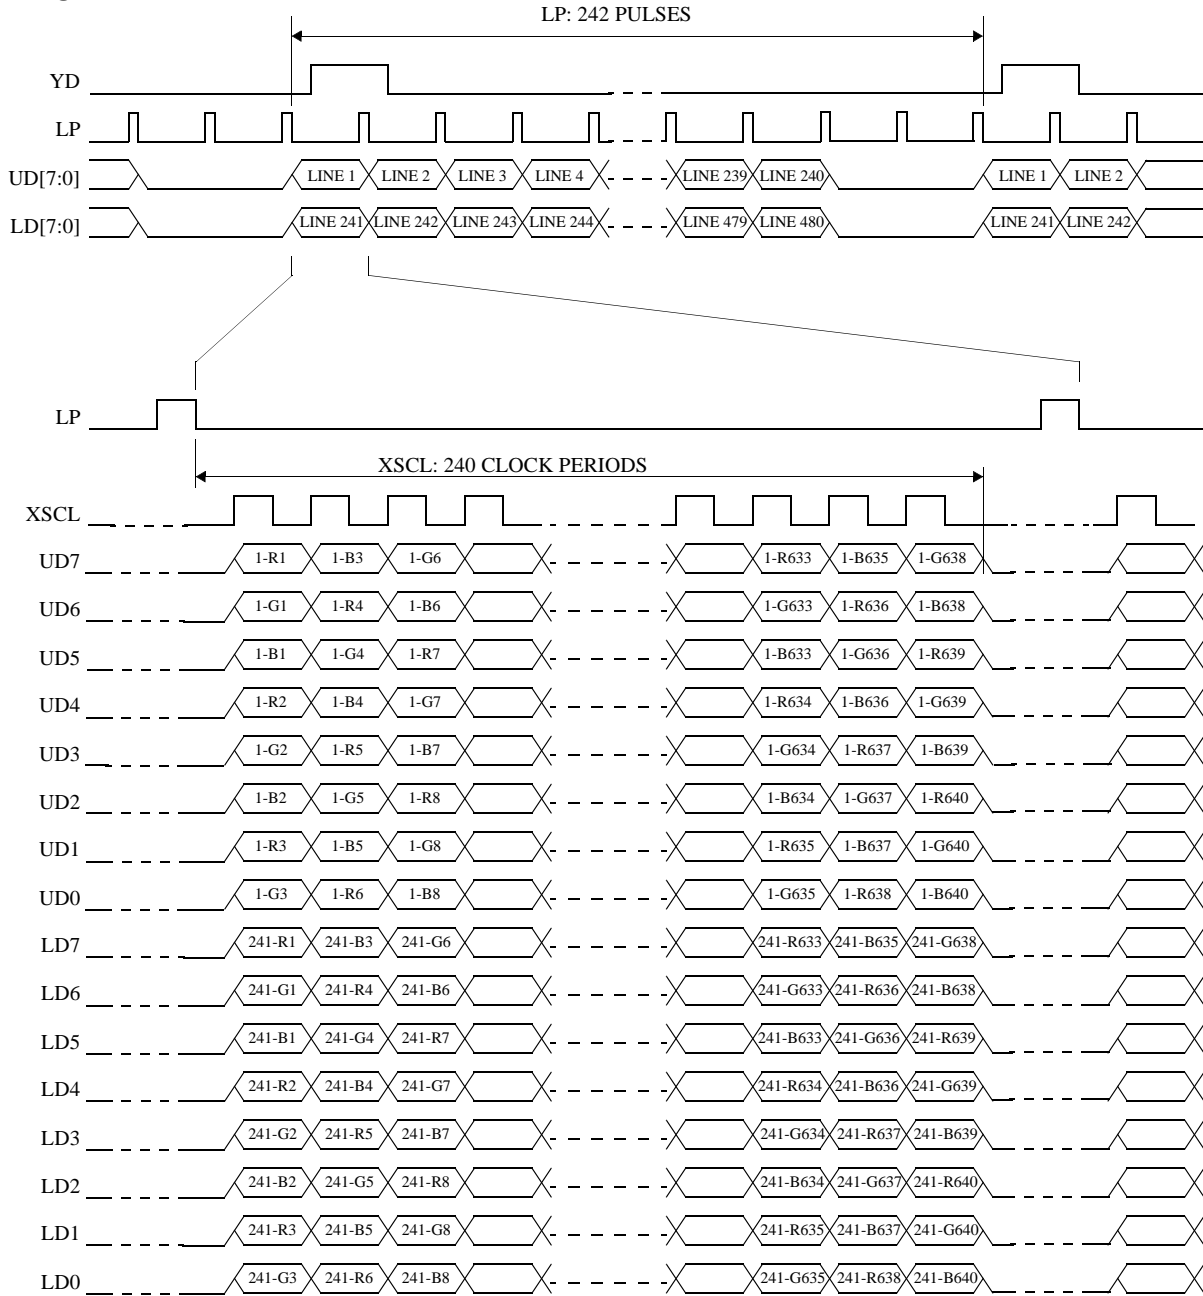 LP: 242 PULSES
YD
LP
UD[7:0] LINE 1 LINE 2 LINE 3 LINE 4 LINE 239 LINE 240 LINE 1 LINE 2
LD[7:0] LINE 241 LINE 242 LINE 243 LINE 244 LINE 479 LINE 480 LINE 241 LINE 242
LP
XSCL: 240 CLOCK PERIODS
XSCL
UD7 1-R1 1-B3 1-G6 1-R633 1-B635 1-G638
UD6 1-G1 1-R4 1-B6 1-G633 1-R636 1-B638
UD5 1-B1 1-G4 1-R7 1-B633 1-G636 1-R639
UD4 1-R2 1-B4 1-G7 1-R634 1-B636 1-G639
UD3 1-G2 1-R5 1-B7 1-G634 1-R637 1-B639
UD2 1-B2 1-G5 1-R8 1-B634 1-G637 1-R640
UD1 1-R3 1-B5 1-G8 1-R635 1-B637 1-G640
UD0 1-G3 1-R6 1-B8 1-G635 1-R638 1-B640
LD7 241-R1 241-B3 241-G6 241-R633 241-B635 241-G638
LD6 241-G1 241-R4 241-B6 241-G633 241-R636 241-B638
LD5 241-B1 241-G4 241-R7 241-B633 241-G636 241-R639
LD4 241-R2 241-B4 241-G7 241-R634 241-B636 241-G639
LD3 241-G2 241-R5 241-B7 241-G634 241-R637 241-B639
LD2 241-B2 241-G5 241-R8 241-B634 241-G637 241-R640
LD1 241-R3 241-B5 241-G8 241-R635 241-B637 241-G640
LD0 241-G3 241-R6 241-B8 241-G635 241-R638 241-B640